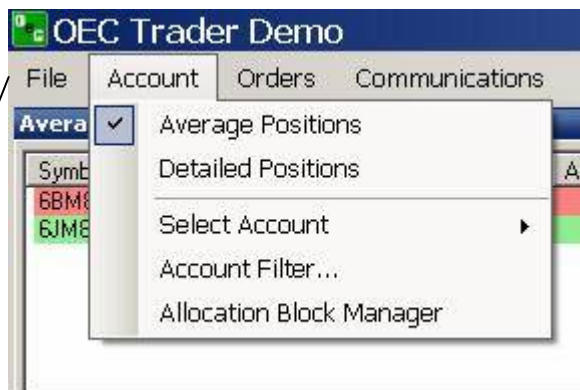 OEC Trader Demo
File Account Orders Communications
Avera
Average Positions
Symb
Detailed Positions
A
6BM8
6JM8
Select Account
Account Filter...
Allocation Block Manager